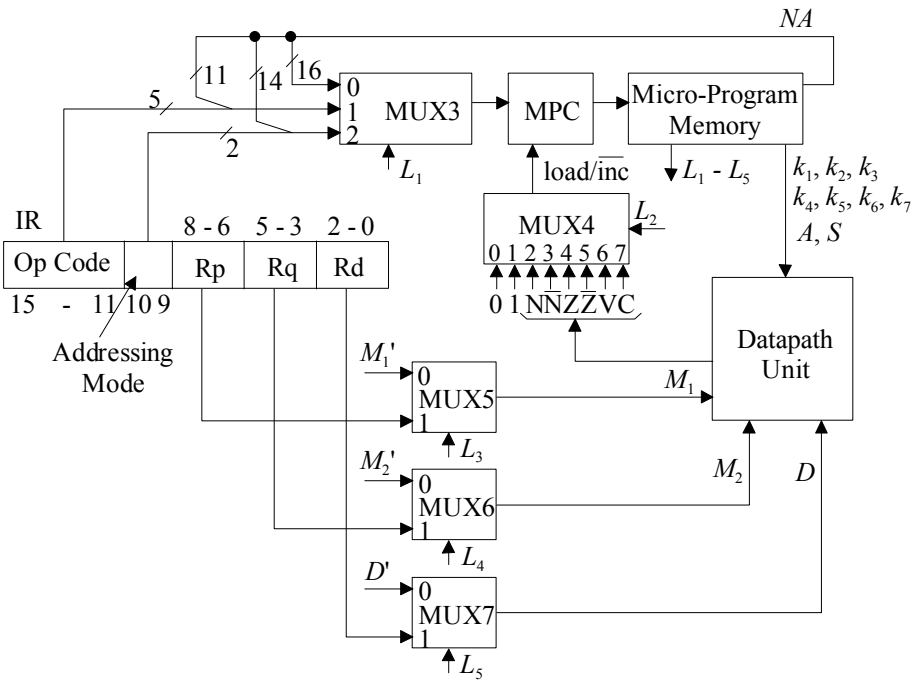 NA
11
14
16
5
2
0
1
2
MUX3
MPC
Micro-Program
Memory
L₁
load/i̅n̅c̅
L₁ - L₅
k₁, k₂, k₃
k₄, k₅, k₆, k₇
A, S
MUX4
L₂
0 1 2 3 4 5 6 7
0 1 N N̅ Z Z̅ V C
IR
8 - 6
5 - 3
2 - 0
Op Code
Rp
Rq
Rd
15 - 11 10 9
Addressing
Mode
Datapath
Unit
M₁'
0
MUX5
1
L₃
M₁
M₂'
0
MUX6
1
L₄
M₂
D
D'
0
MUX7
1
L₅